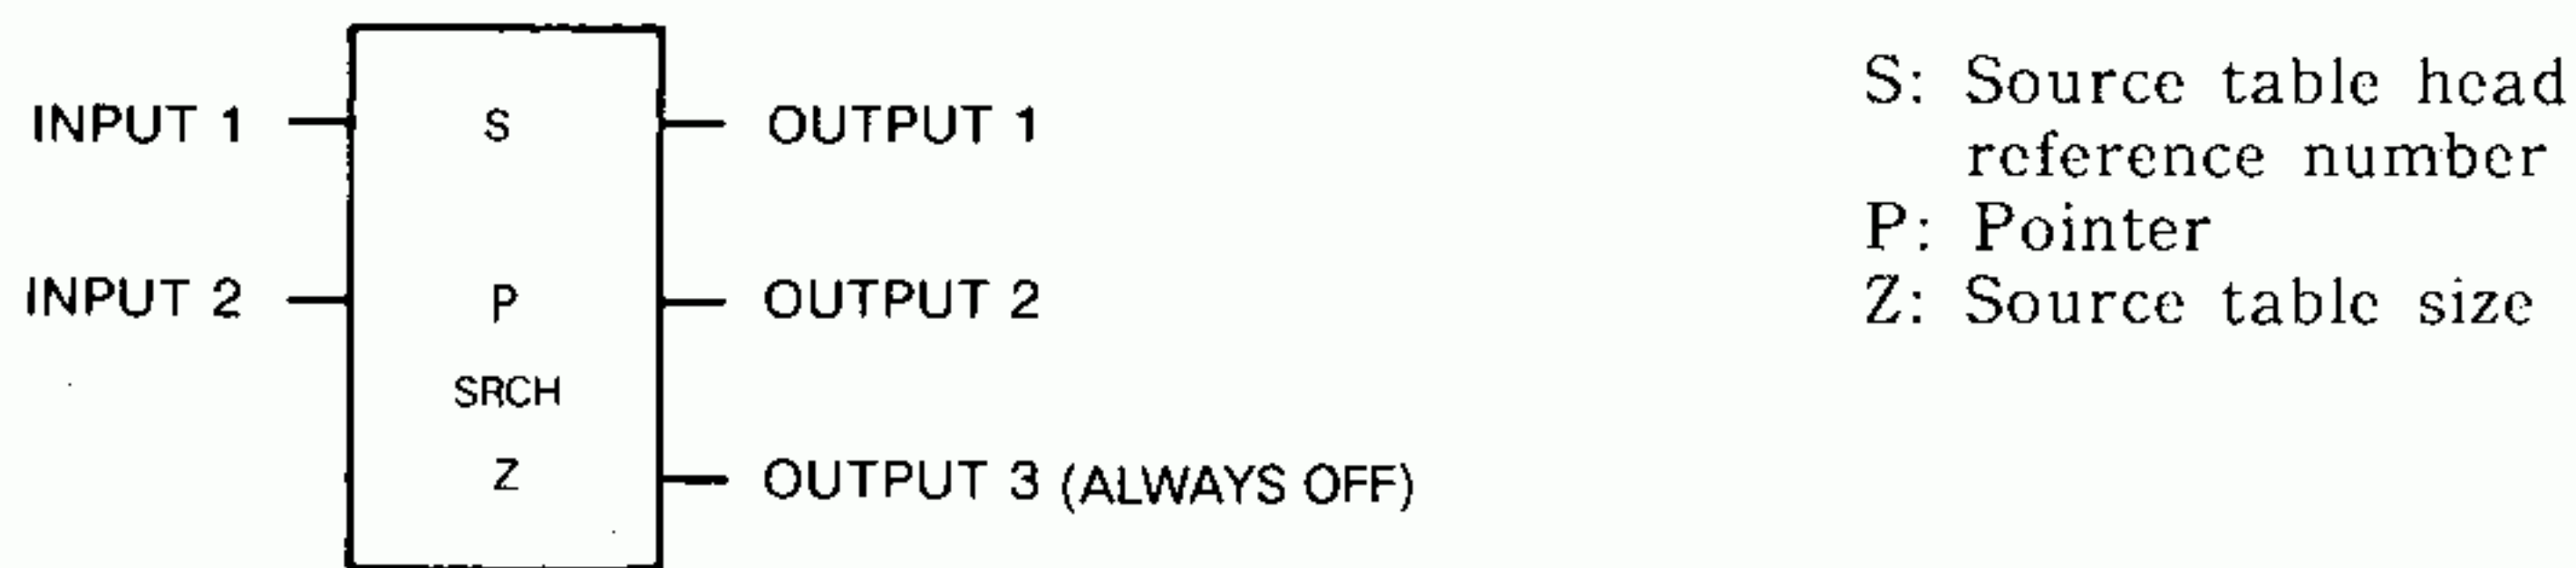 INPUT 1
S
OUTPUT 1
INPUT 2
P
OUTPUT 2
SRCH
Z
OUTPUT 3 (ALWAYS OFF)
S: Source table head
reference number
P: Pointer
Z: Source table size